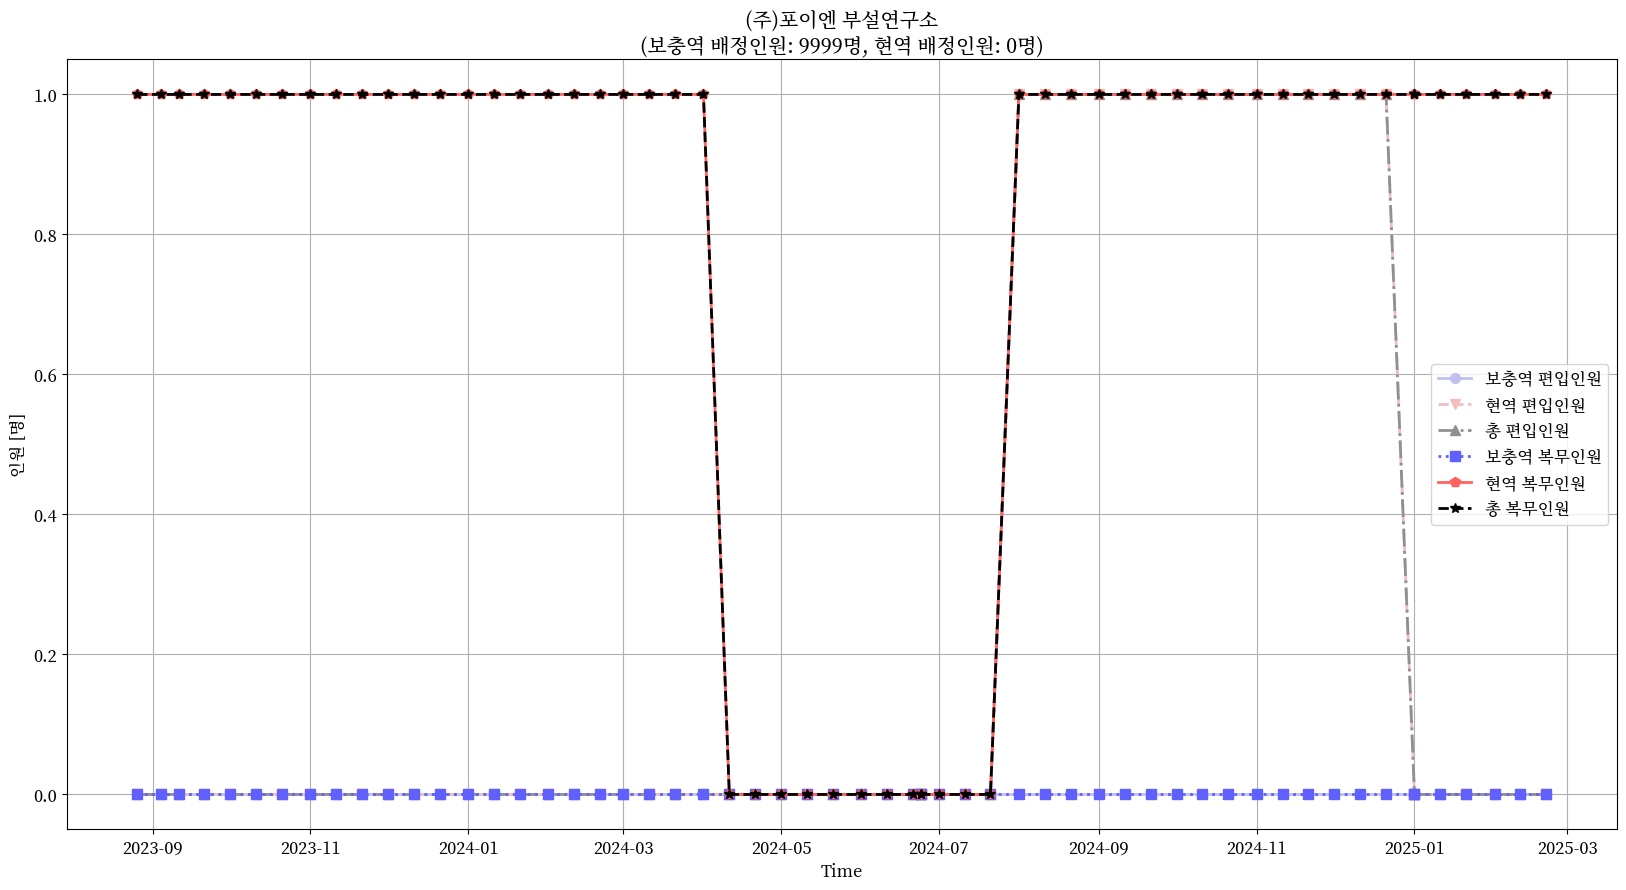 (주)포이엔 부설연구소
(보충역 배정인원: 9999명, 현역 배정인원: 0명)
인원 [명]
1.0
0.8
0.6
0.4
0.2
0.0
보충역 편입인원
현역 편입인원
총 편입인원
보충역 복무인원
현역 복무인원
총 복무인원
2023-09 2023-11 2024-01 2024-03 2024-05 2024-07 2024-09 2024-11 2025-01 2025-03
Time